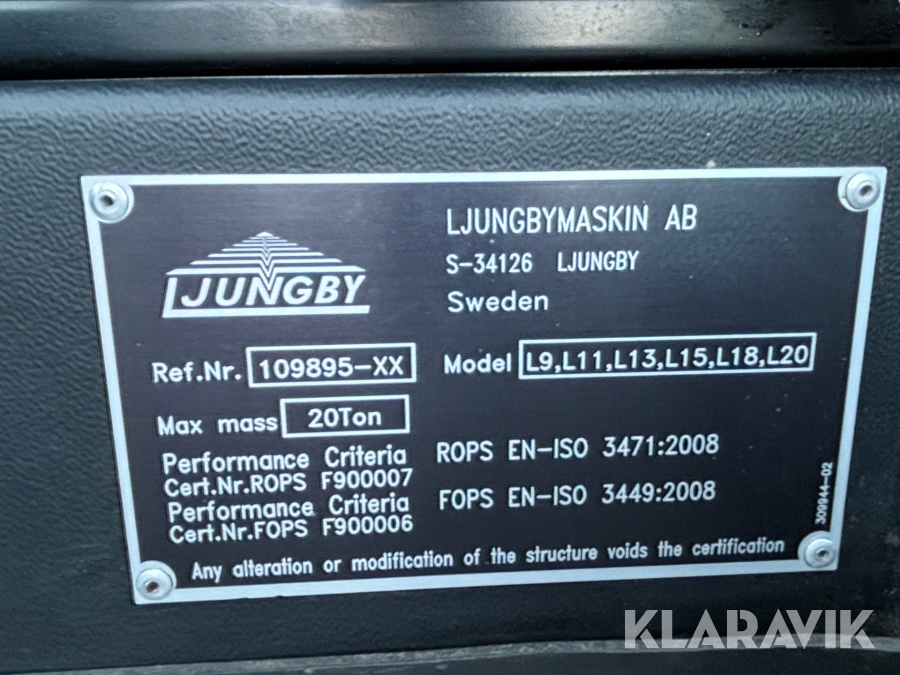 LJUNGBYMASKIN AB
S-34126 LJUNGBY
Sweden
LJUNGBY
Ref.Nr. 109895-XX
Model L9,L11,L13,L15,L18,L20
Max mass 20Ton
Performance Criteria ROPS EN-ISO 3471:2008
Cert.Nr.ROPS F900007
Performance Criteria FOPS EN-ISO 3449:2008
Cert.Nr.FOPS F900006
309944-02
Any alteration or modification of the structure voids the certification
KLARAVIK